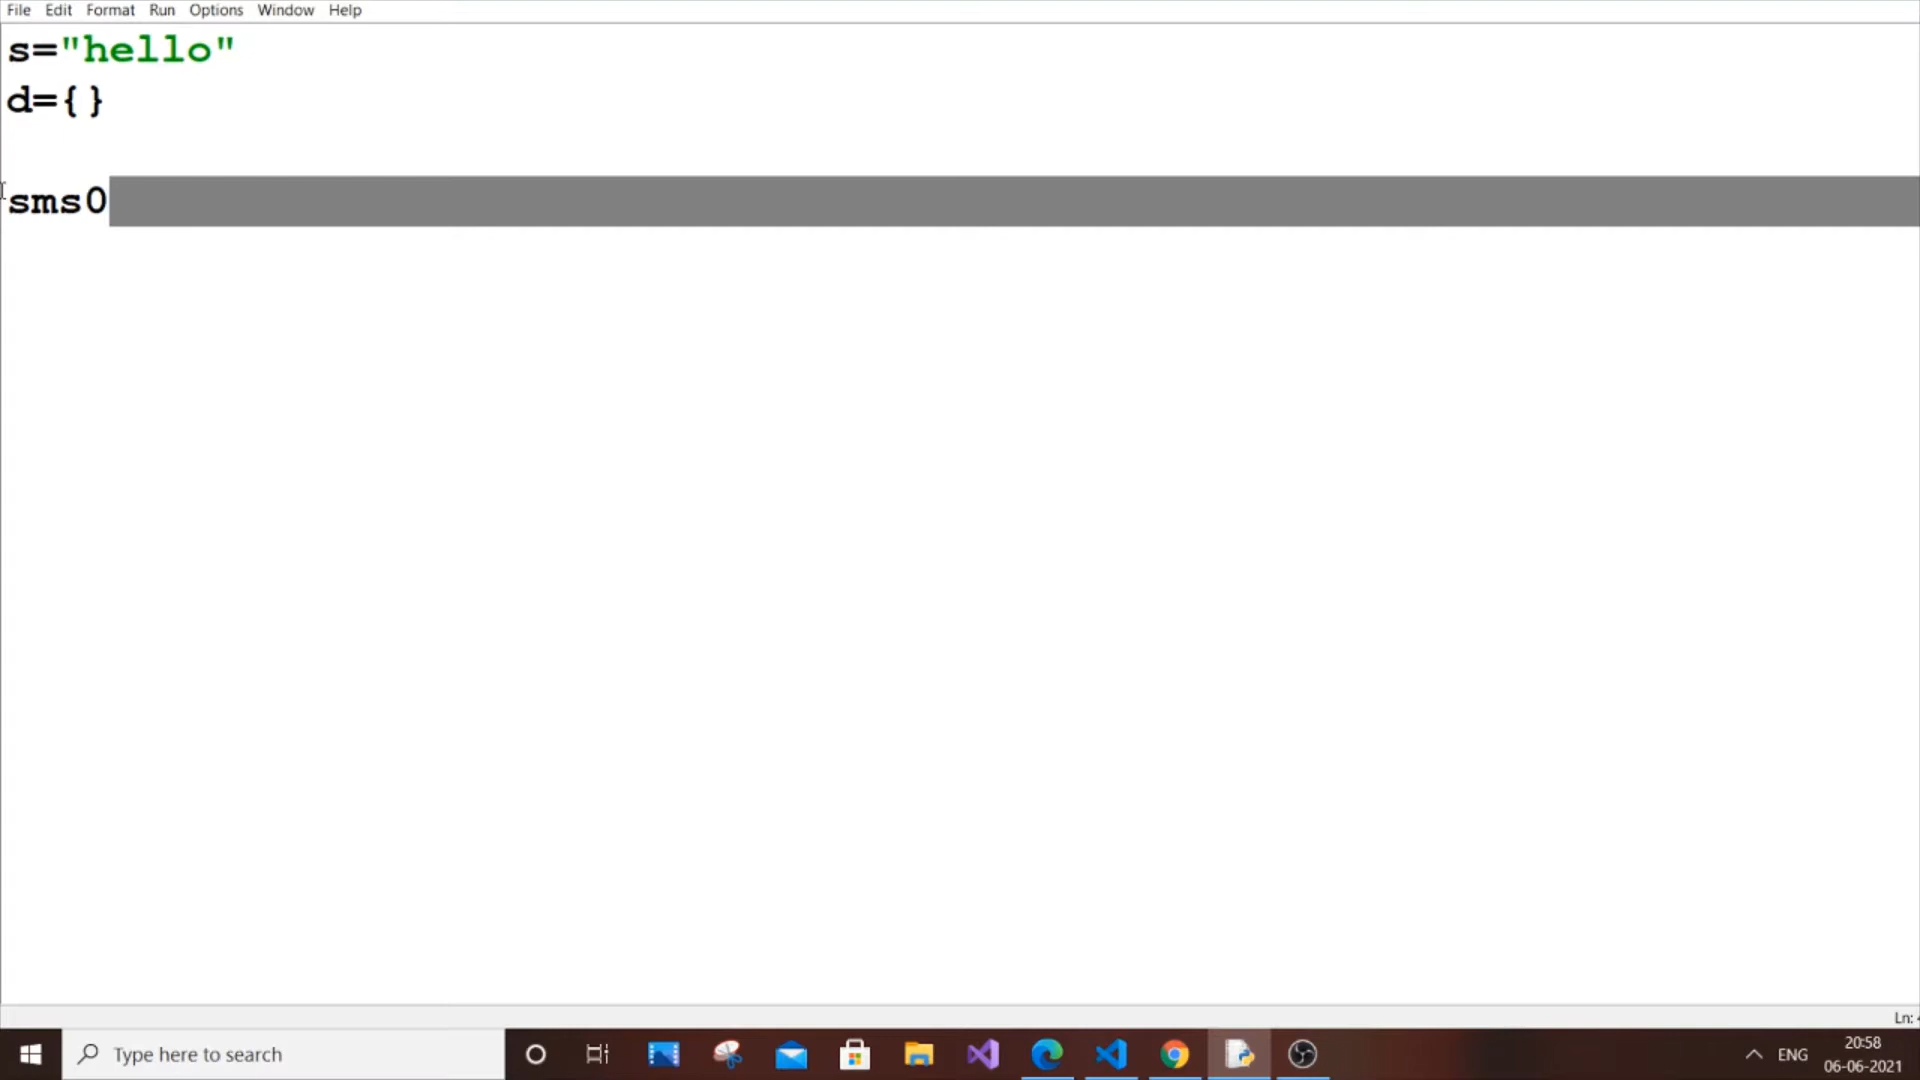 File Edit Format Run Options Window Help
s="hello"
d={}
sms0
Ln:
Type here to search
ENG
20:58
06-06-2021